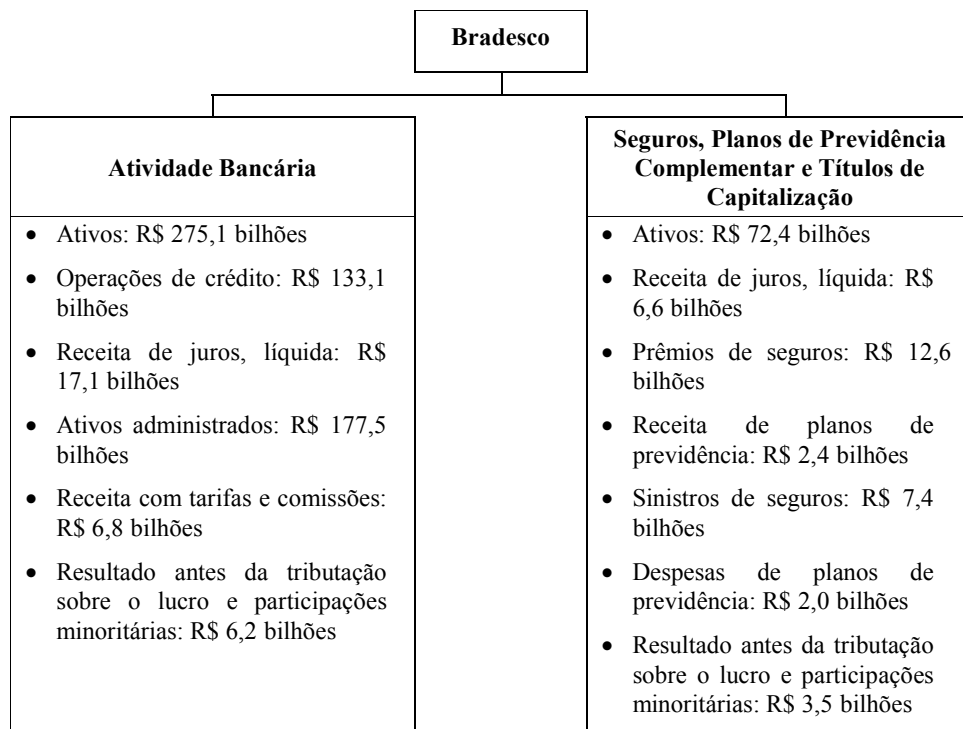 Bradesco
Atividade Bancária
• Ativos: R$ 275,1 bilhões
• Operações de crédito: R$ 133,1
bilhões
• Receita de juros, líquida: R$
17,1 bilhões
• Ativos administrados: R$ 177,5
bilhões
• Receita com tarifas e comissões:
R$ 6,8 bilhões
• Resultado antes da tributação
sobre o lucro e participações
minoritárias: R$ 6,2 bilhões
Seguros, Planos de Previdência
Complementar e Títulos de
Capitalização
• Ativos: R$ 72,4 bilhões
• Receita de juros, líquida: R$
6,6 bilhões
• Prêmios de seguros: R$ 12,6
bilhões
• Receita de planos de
previdência: R$ 2,4 bilhões
• Sinistros de seguros: R$ 7,4
bilhões
• Despesas de planos de
previdência: R$ 2,0 bilhões
• Resultado antes da tributação
sobre o lucro e participações
minoritárias: R$ 3,5 bilhões